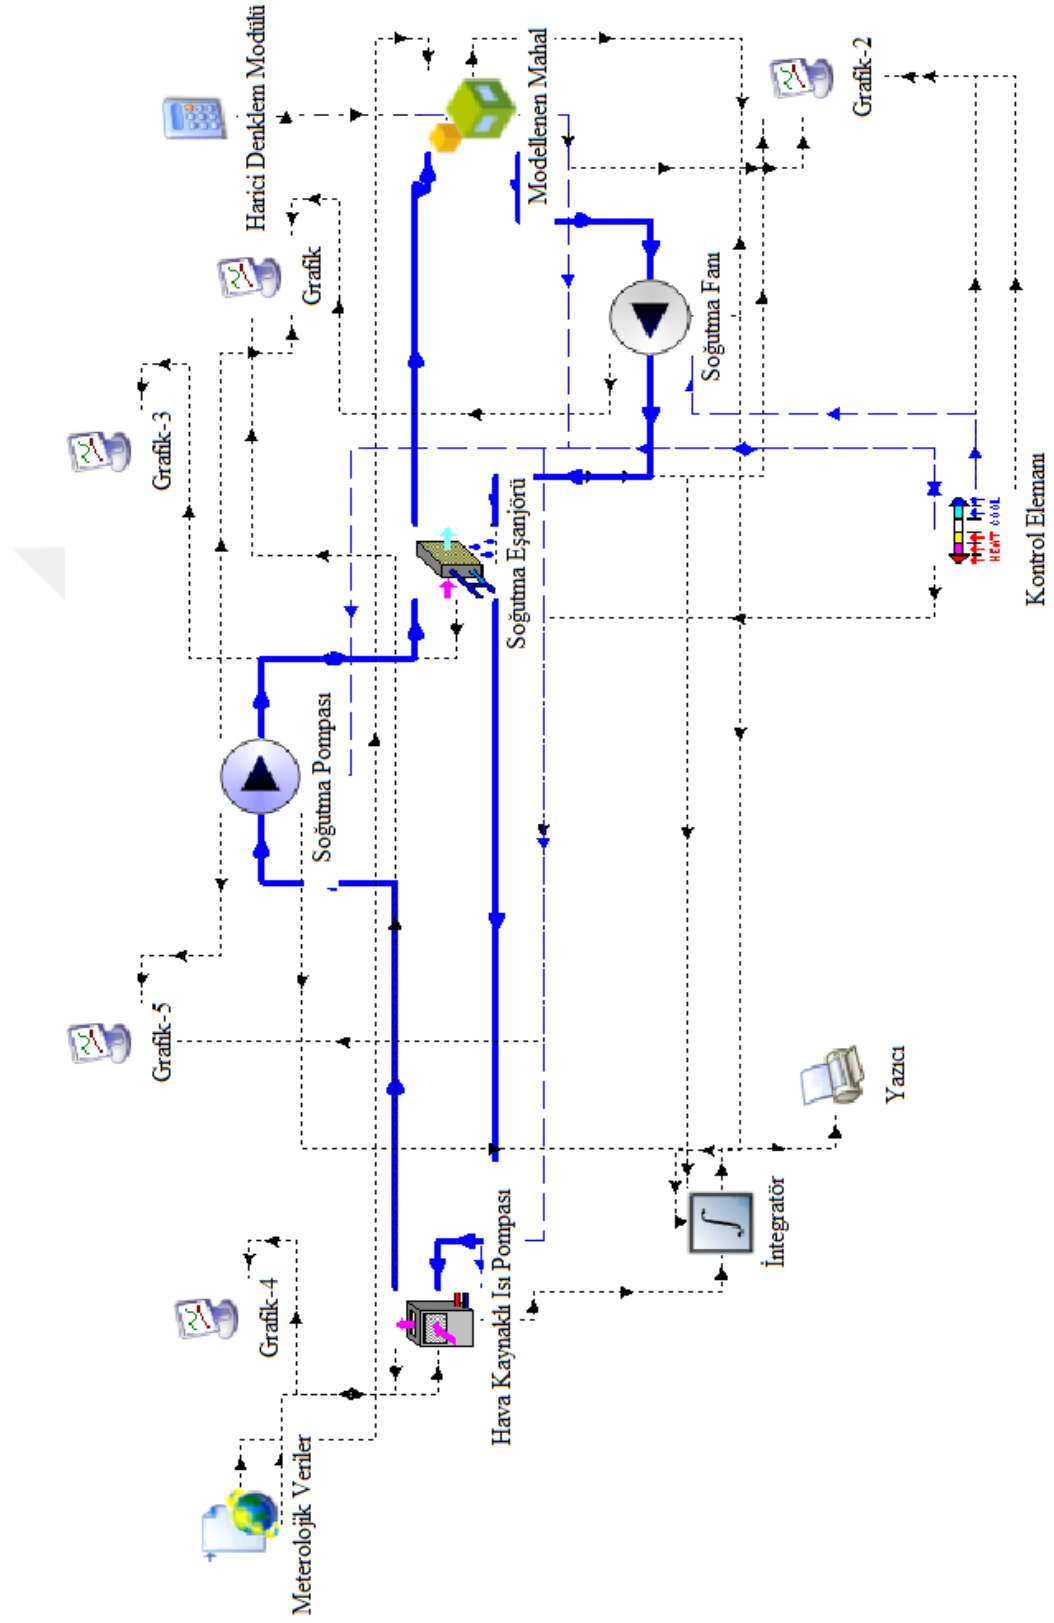 Meterolojik Veriler
Grafik-4
Hava Kaynaklı Isı Pompası
Grafik-5
İntegratör
Yazıcı
Soğutma Pompası
Soğutma Eşanjörü
Grafik-3
Kontrol Elemanı
HEAT COOL
Grafik
Soğutma Fanı
Harici Denklem Modülü
Modellenen Mahal
Grafik-2